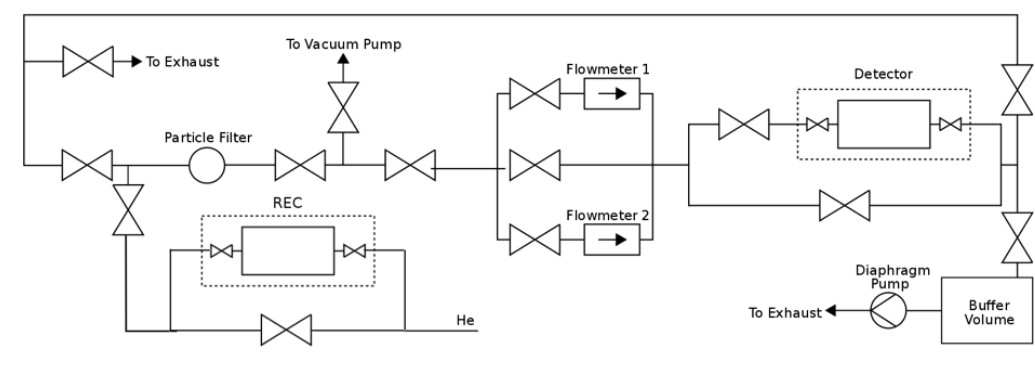 To Vacuum Pump
To Exhaust
Flowmeter 1
Detector
Particle Filter
REC
Flowmeter 2
Diaphragm
Pump
To Exhaust
Buffer
Volume
He